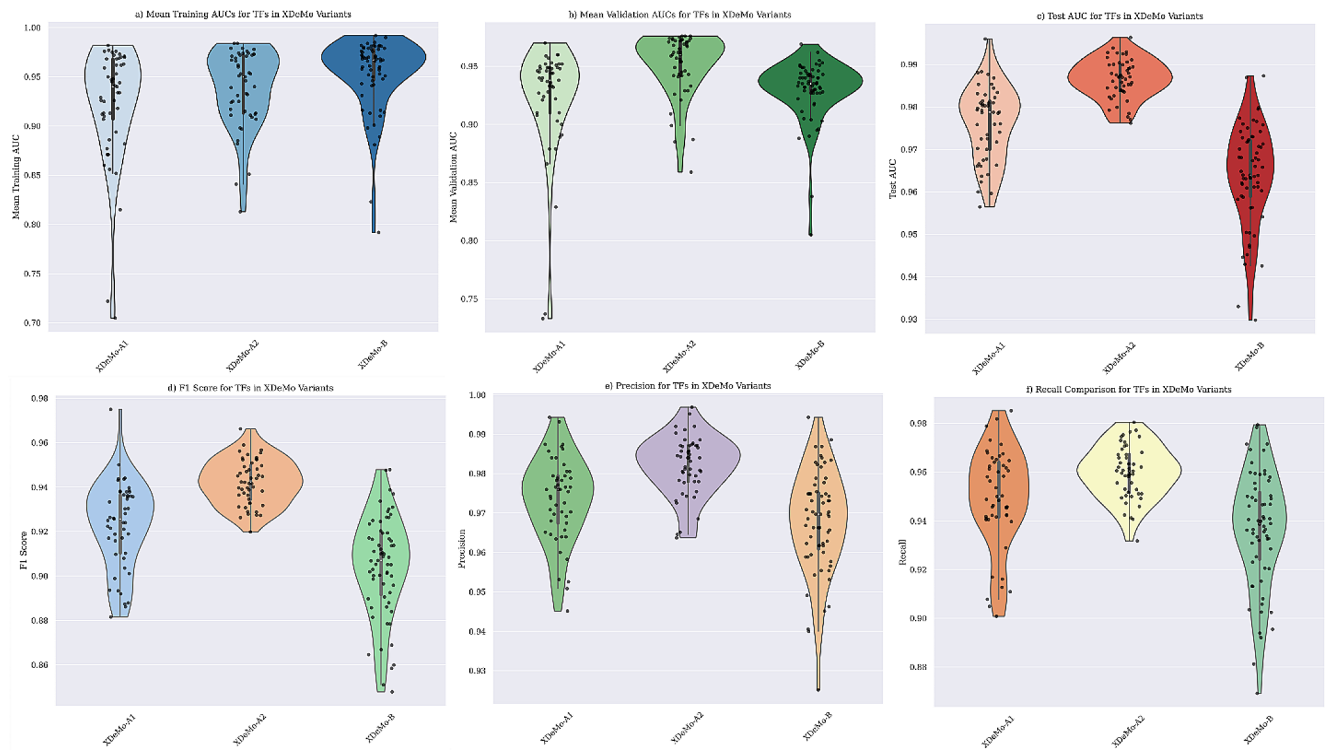 a) Mean Training AUCs for TFs in XDeMo Variants
Mean Training AUC
1.00
0.95
0.90
0.85
0.80
0.75
0.70
XDeMo-A1
XDeMo-A2
XDeMo-B
b) Mean Validation AUCs for TFs in XDeMo Variants
Mean Validation AUC
0.95
0.90
0.85
0.80
0.75
XDeMo-A1
XDeMo-A2
XDeMo-B
c) Test AUC for TFs in XDeMo Variants
Test AUC
0.99
0.98
0.97
0.96
0.95
0.94
0.93
XDeMo-A1
XDeMo-A2
XDeMo-B
d) F1 Score for TFs in XDeMo Variants
F1 Score
0.98
0.96
0.94
0.92
0.90
0.88
0.86
XDeMo-A1
XDeMo-A2
XDeMo-B
e) Precision for TFs in XDeMo Variants
Precision
1.00
0.99
0.98
0.97
0.96
0.95
0.94
0.93
XDeMo-A1
XDeMo-A2
XDeMo-B
f) Recall Comparison for TFs in XDeMo Variants
Recall
0.98
0.96
0.94
0.92
0.90
0.88
XDeMo-A1
XDeMo-A2
XDeMo-B